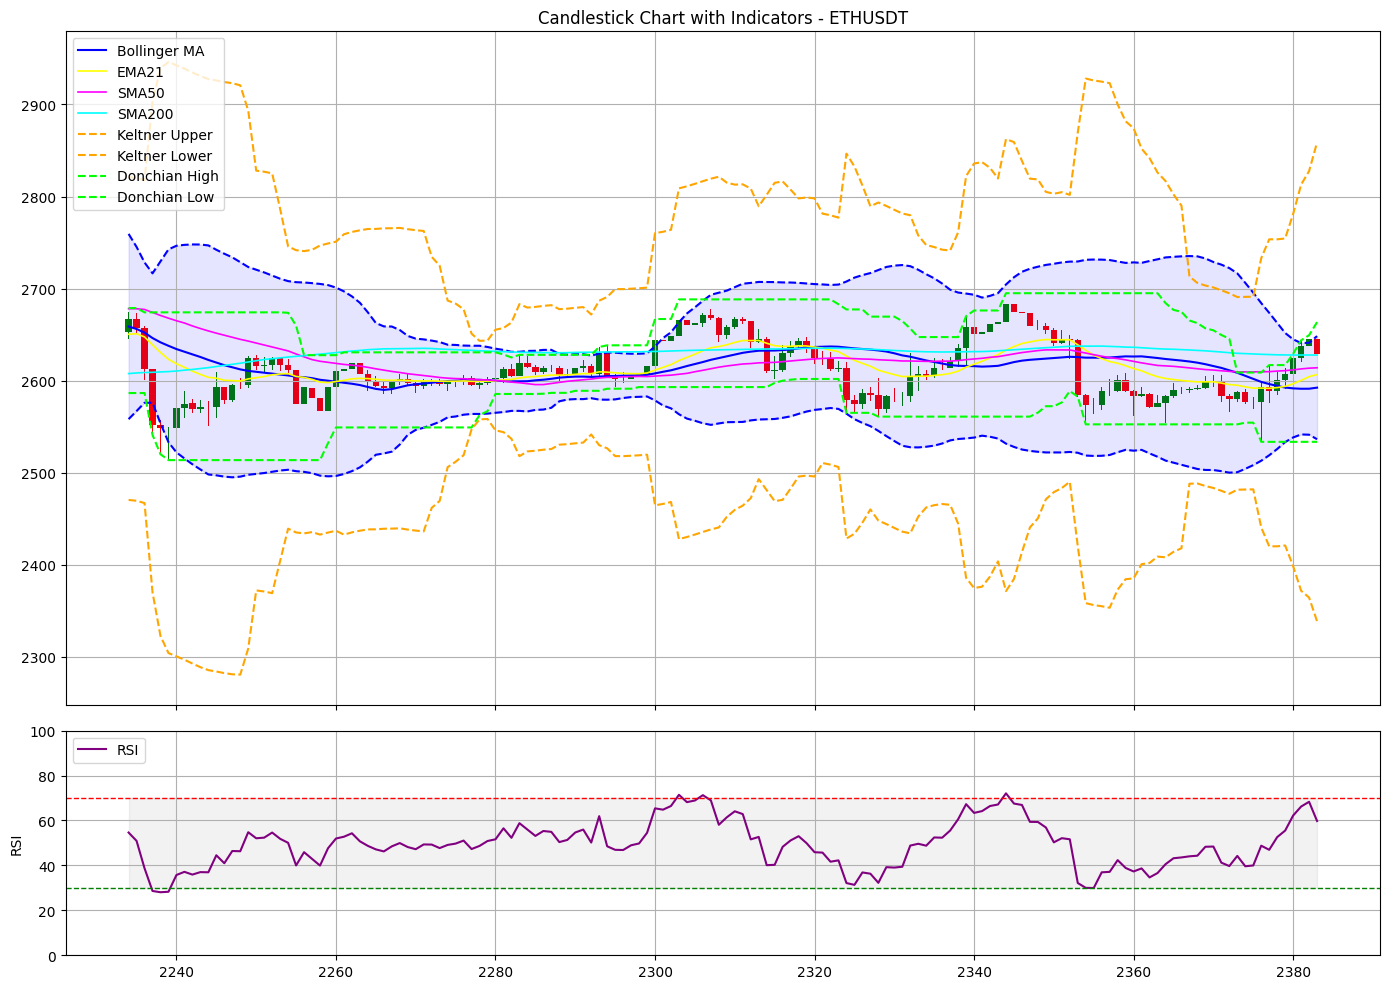 Candlestick Chart with Indicators - ETHUSDT
Bollinger MA
EMA21
SMA50
SMA200
Keltner Upper
Keltner Lower
Donchian High
Donchian Low
2900
2800
2700
2600
2500
2400
2300
RSI
100
80
60
40
20
0
RSI
2240
2260
2280
2300
2320
2340
2360
2380